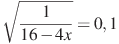 √(1/(16−4x)) = 0,1